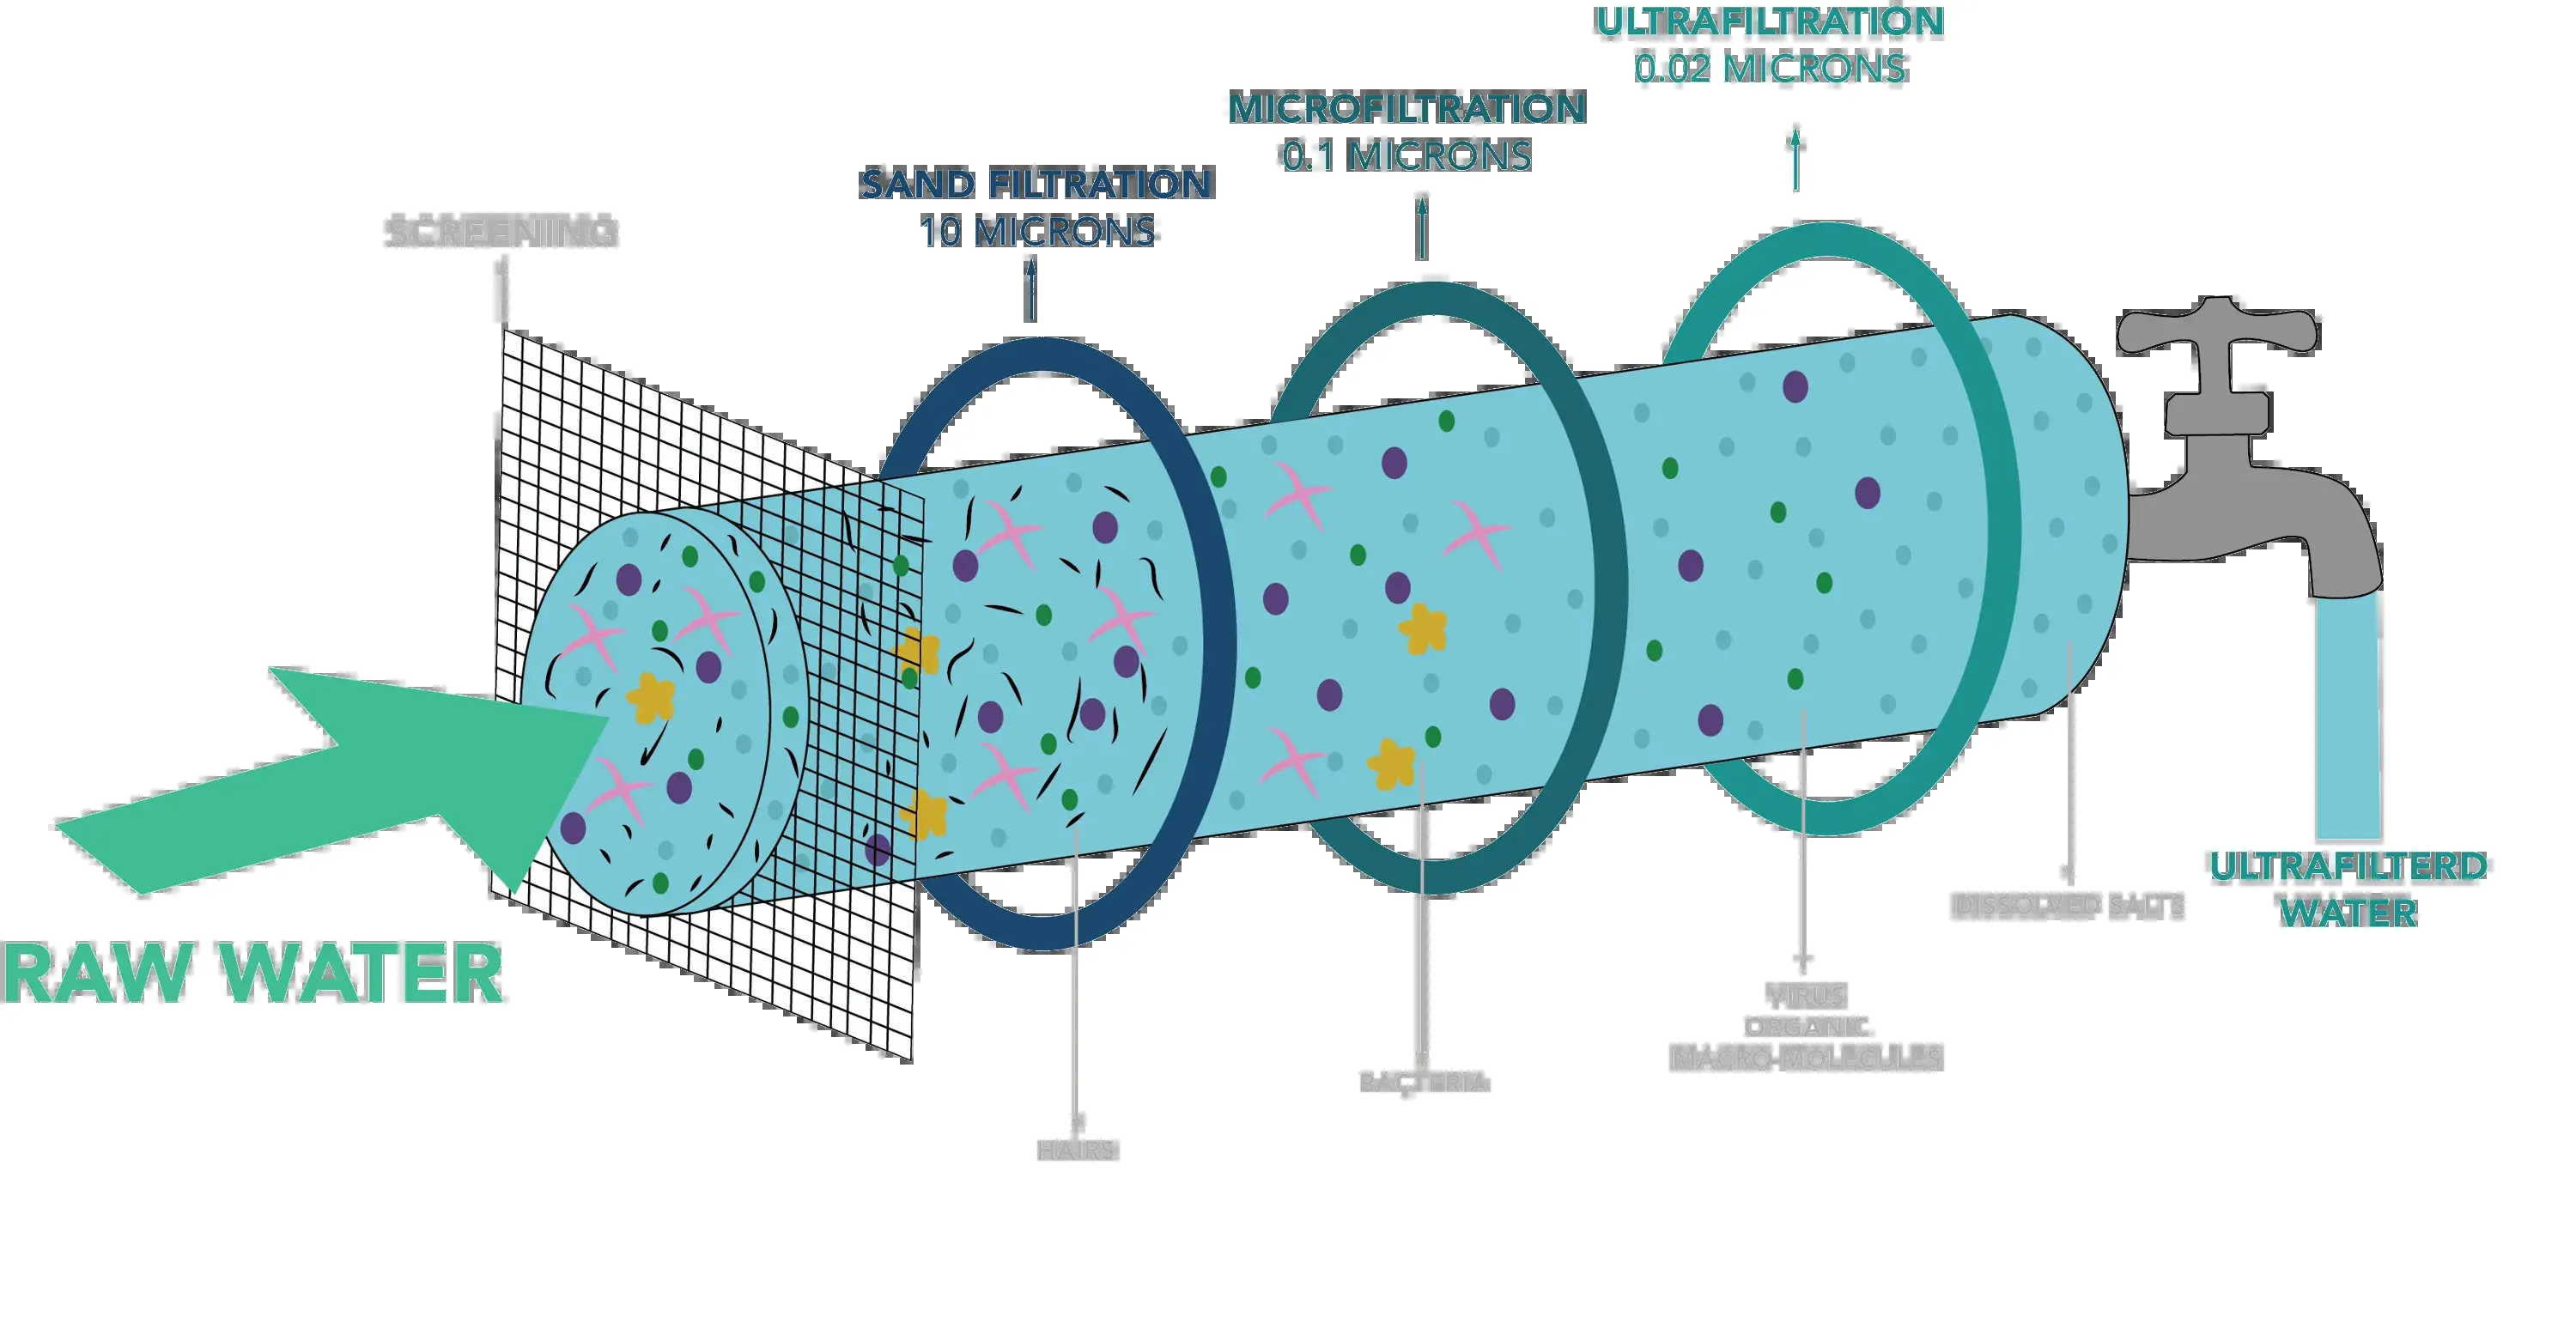 ULTRAFILTRATION
0.02 MICRONS
MICROFILTRATION
0.1 MICRONS
SAND FILTRATION
10 MICRONS
SCREENING
RAW WATER
HAIRS
BACTERIA
VIRUS
ORGANIC
MACRO-MOLECULES
DISSOLVED SALTS
ULTRAFILTERD
WATER